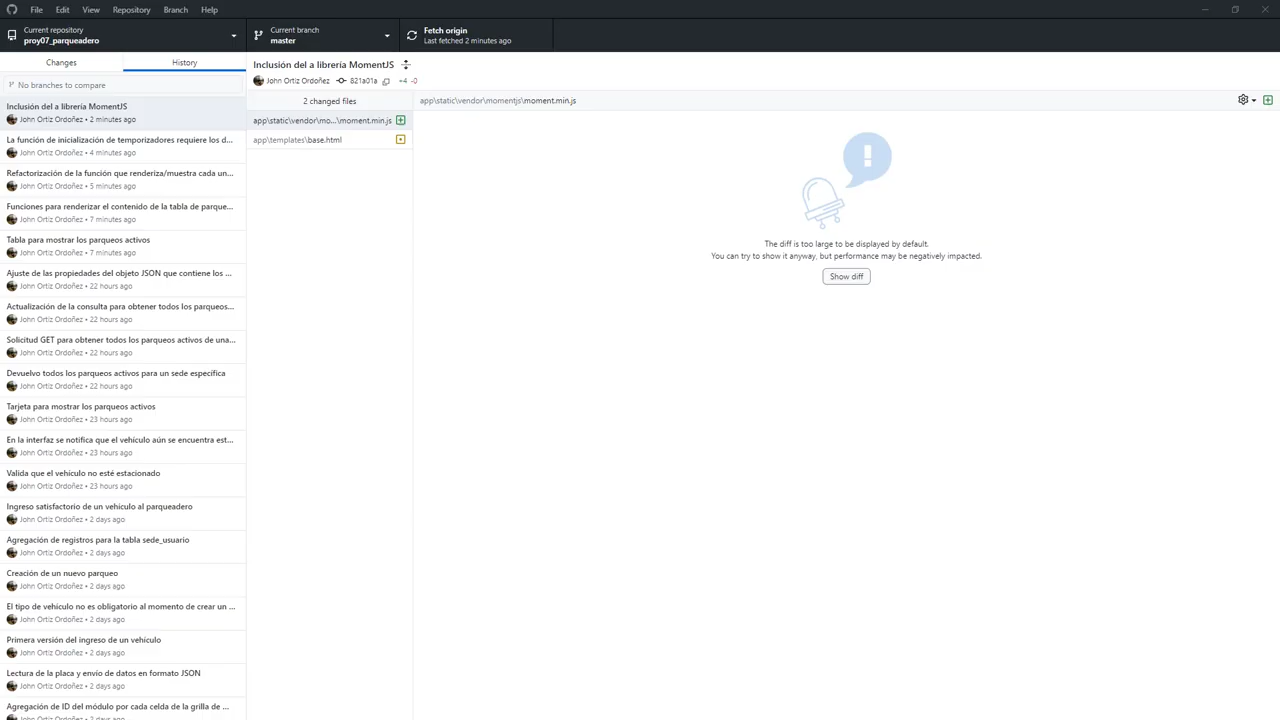 File Edit View Repository Branch Help
Current repository
proy07_parqueadero
Current branch
master
Fetch origin
Last fetched 2 minutes ago
Changes
History
No branches to compare
Inclusión del a librería MomentJS
John Ortiz Ordoñez • 2 minutes ago
La función de inicialización de temporizadores requiere los d...
John Ortiz Ordoñez • 4 minutes ago
Refactorización de la función que renderiza/muestra cada un...
John Ortiz Ordoñez • 5 minutes ago
Funciones para renderizar el contenido de la tabla de parque...
John Ortiz Ordoñez • 7 minutes ago
Tabla para mostrar los parqueos activos
John Ortiz Ordoñez • 7 minutes ago
Ajuste de las propiedades del objeto JSON que contiene los ...
John Ortiz Ordoñez • 22 hours ago
Actualización de la consulta para obtener todos los parqueos...
John Ortiz Ordoñez • 22 hours ago
Solicitud GET para obtener todos los parqueos activos de una...
John Ortiz Ordoñez • 22 hours ago
Devuelvo todos los parqueos activos para un sede específica
John Ortiz Ordoñez • 22 hours ago
Tarjeta para mostrar los parqueos activos
John Ortiz Ordoñez • 23 hours ago
En la interfaz se notifica que el vehículo aún se encuentra est...
John Ortiz Ordoñez • 23 hours ago
Valida que el vehículo no esté estacionado
John Ortiz Ordoñez • 23 hours ago
Ingreso satisfactorio de un vehículo al parqueadero
John Ortiz Ordoñez • 2 days ago
Agregación de registros para la tabla sede_usuario
John Ortiz Ordoñez • 2 days ago
Creación de un nuevo parqueo
John Ortiz Ordoñez • 2 days ago
El tipo de vehículo no es obligatorio al momento de crear un ...
John Ortiz Ordoñez • 2 days ago
Primera versión del ingreso de un vehículo
John Ortiz Ordoñez • 2 days ago
Lectura de la placa y envío de datos en formato JSON
John Ortiz Ordoñez • 2 days ago
Agregación de ID del módulo por cada celda de la grilla de ...
John Ortiz Ordoñez • 2 days ago
Inclusión del a librería MomentJS
John Ortiz Ordoñez 821a01a +4 -0
2 changed files
app\static\vendor\mo...\moment.min.js
app\templates\base.html
app\static\vendor\momentjs\moment.min.js
The diff is too large to be displayed by default.
You can try to show it anyway, but performance may be negatively impacted.
Show diff